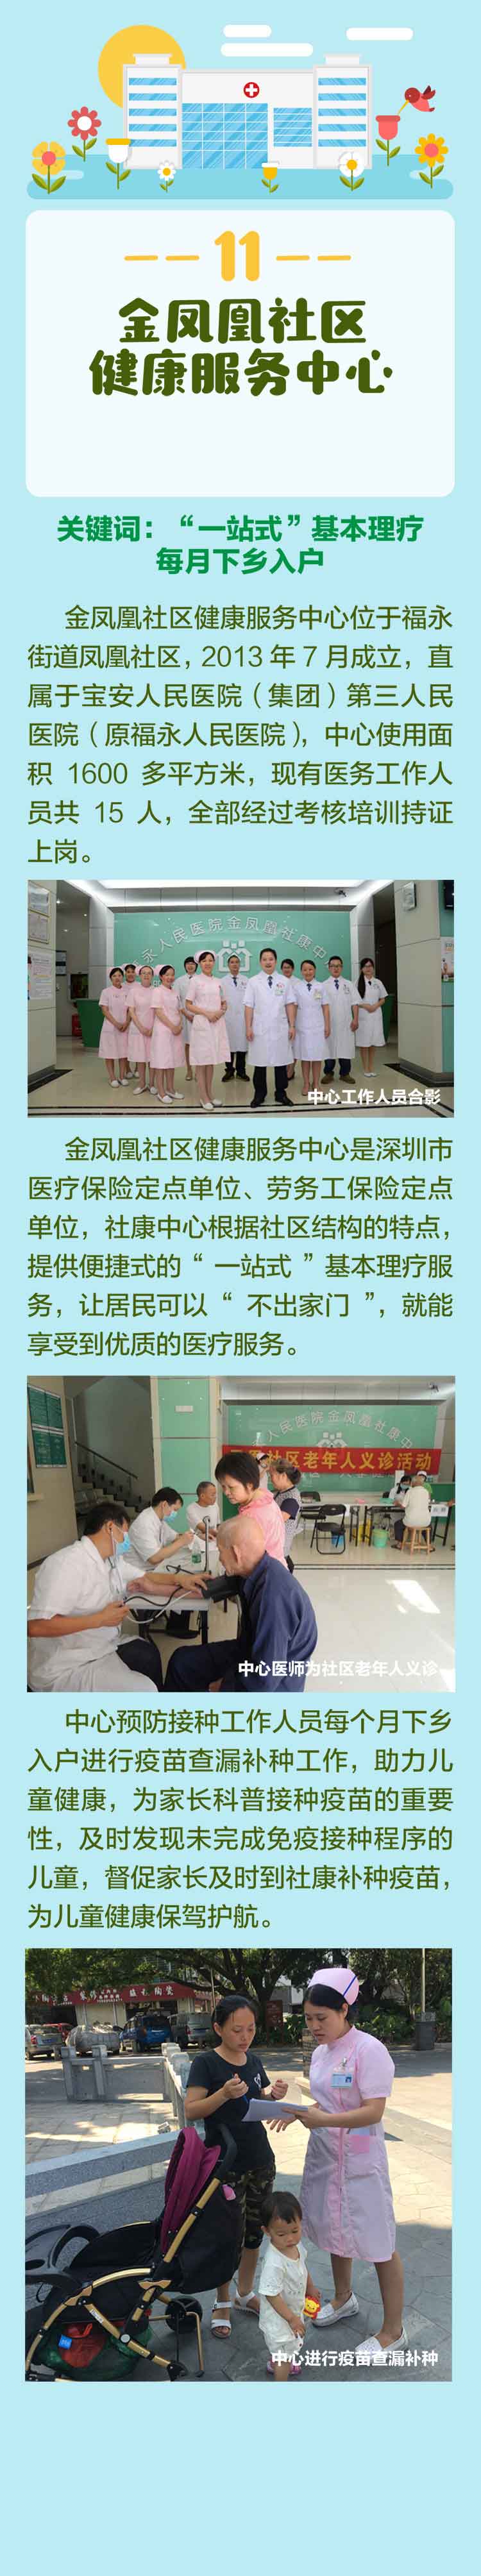 11
金凤凰社区
健康服务中心
关键词：“一站式”基本理疗
每月下乡入户
金凤凰社区健康服务中心位于福永
街道凤凰社区，2013 年 7 月成立，直
属于宝安人民医院（集团）第三人民
医院（原福永人民医院），中心使用面
积 1600 多平方米，现有医务工作人
员共 15 人，全部经过考核培训持证
上岗。
永人民医院金凤凰社康中
中心工作人员合影
金凤凰社区健康服务中心是深圳市
医疗保险定点单位、劳务工保险定点
单位，社康中心根据社区结构的特点，
提供便捷式的“ 一站式 ”基本理疗服
务，让居民可以“ 不出家门 ”，就能
享受到优质的医疗服务。
人民医院金凤凰社康
社区老年人义诊活动
中心医师为社区老年人义诊
中心预防接种工作人员每个月下乡
入户进行疫苗查漏补种工作，助力儿
童健康，为家长科普接种疫苗的重要
性，及时发现未完成免疫接种程序的
儿童，督促家长及时到社康补种疫苗，
为儿童健康保驾护航。
中心进行疫苗查漏补种